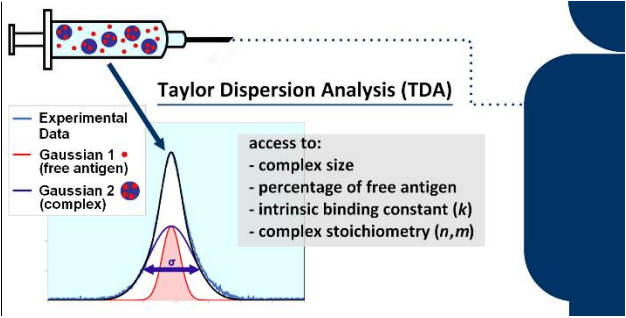 Taylor Dispersion Analysis (TDA)
Experimental
Data
Gaussian 1
(free antigen)
Gaussian 2
(complex)
access to:
- complex size
- percentage of free antigen
- intrinsic binding constant (k)
- complex stoichiometry (n,m)
σ